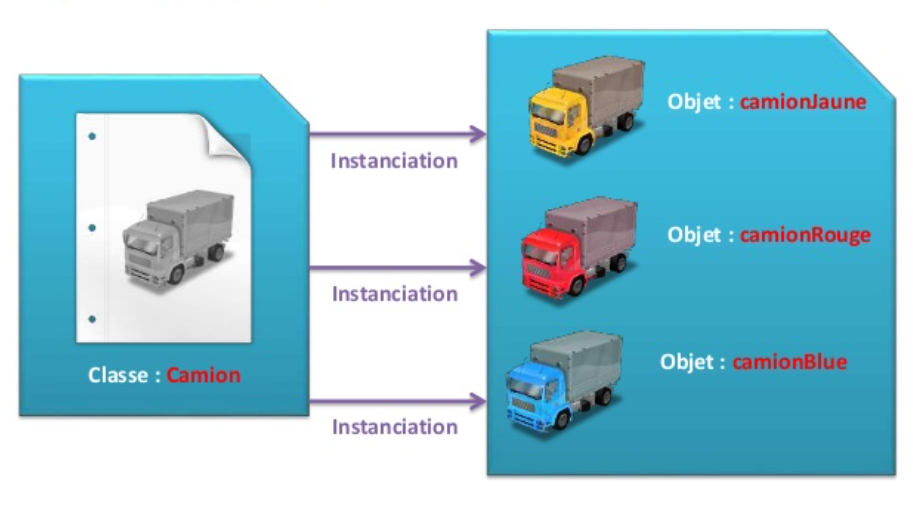 Classe : Camion
Instanciation
Instanciation
Instanciation
Objet : camionJaune
Objet : camionRouge
Objet : camionBlue